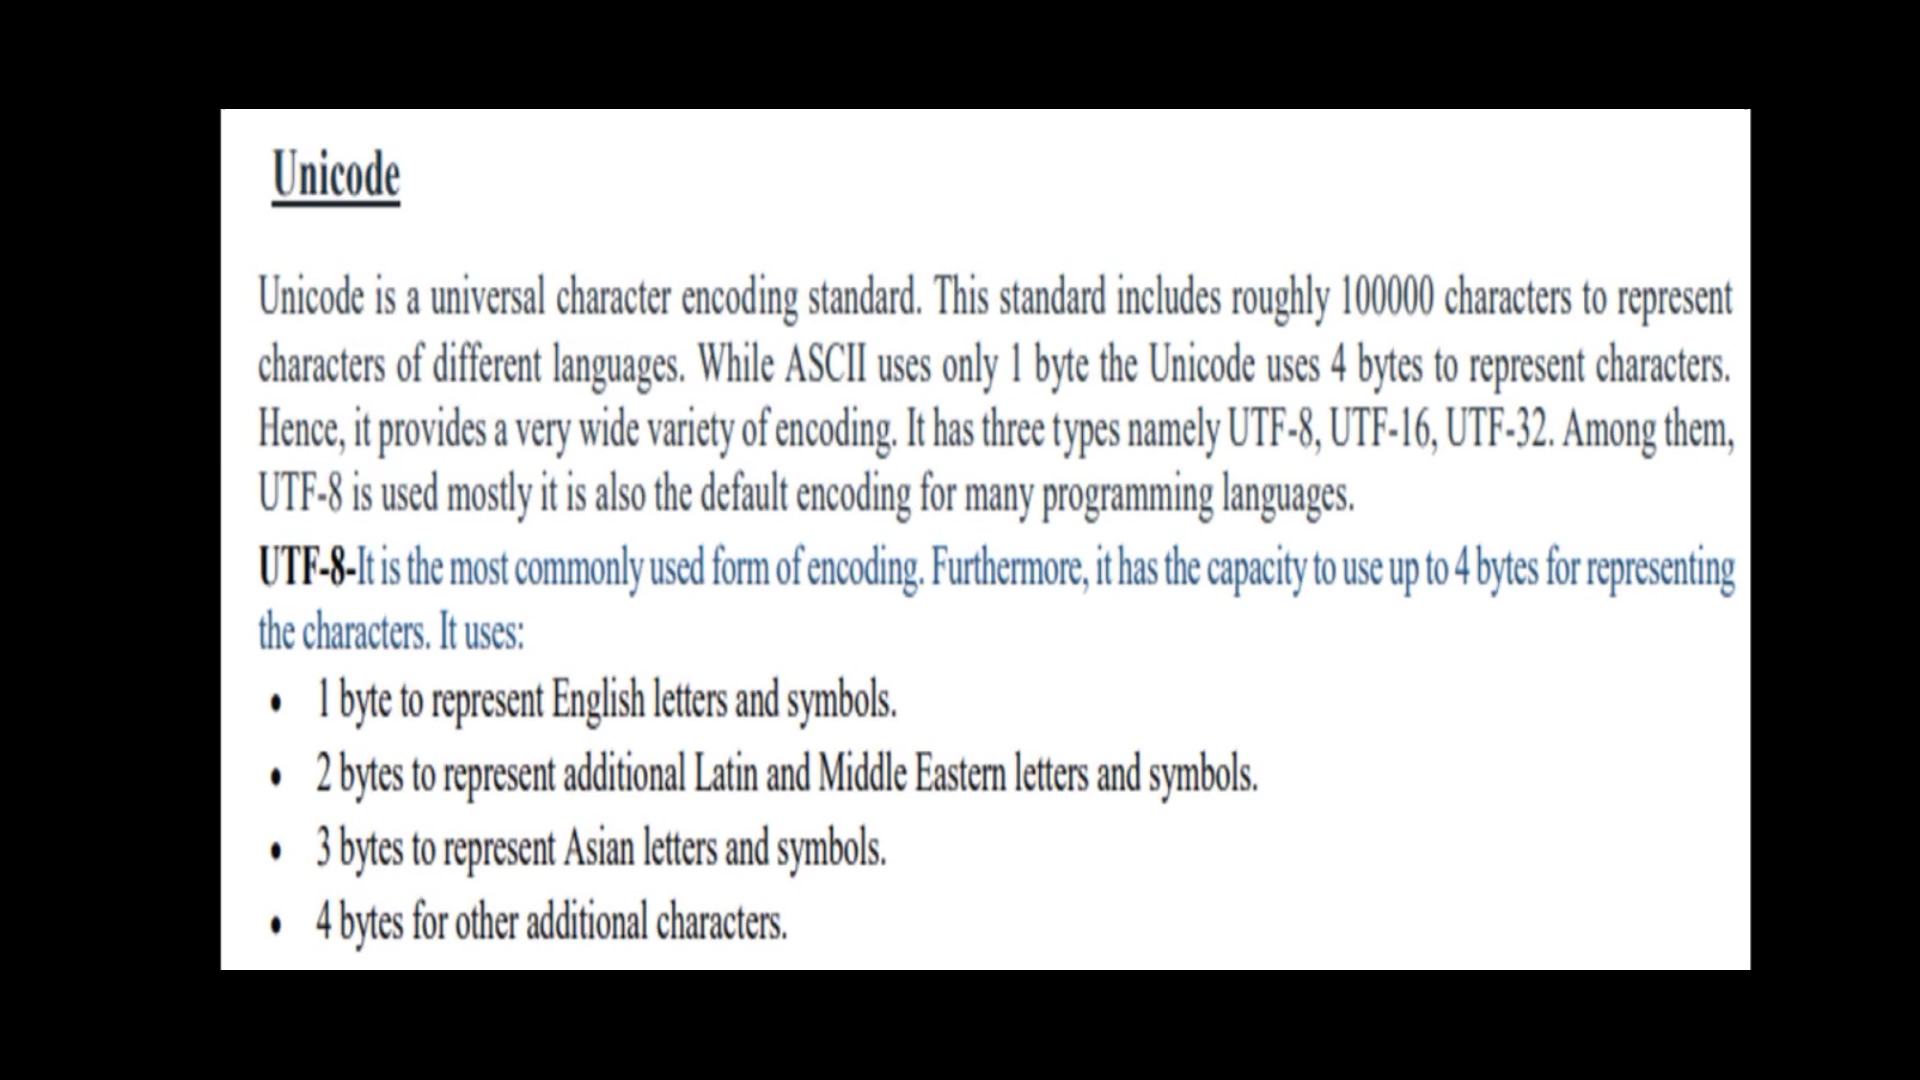 Unicode
Unicode is a universal character encoding standard. This standard includes roughly 100000 characters to represent
characters of different languages. While ASCII uses only 1 byte the Unicode uses 4 bytes to represent characters.
Hence, it provides a very wide variety of encoding. It has three types namely UTF-8, UTF-16, UTF-32. Among them,
UTF-8 is used mostly it is also the default encoding for many programming languages.
UTF-8-It is the most commonly used form of encoding. Furthermore, it has the capacity to use up to 4 bytes for representing
the characters. It uses:
• 1 byte to represent English letters and symbols.
• 2 bytes to represent additional Latin and Middle Eastern letters and symbols.
• 3 bytes to represent Asian letters and symbols.
• 4 bytes for other additional characters.